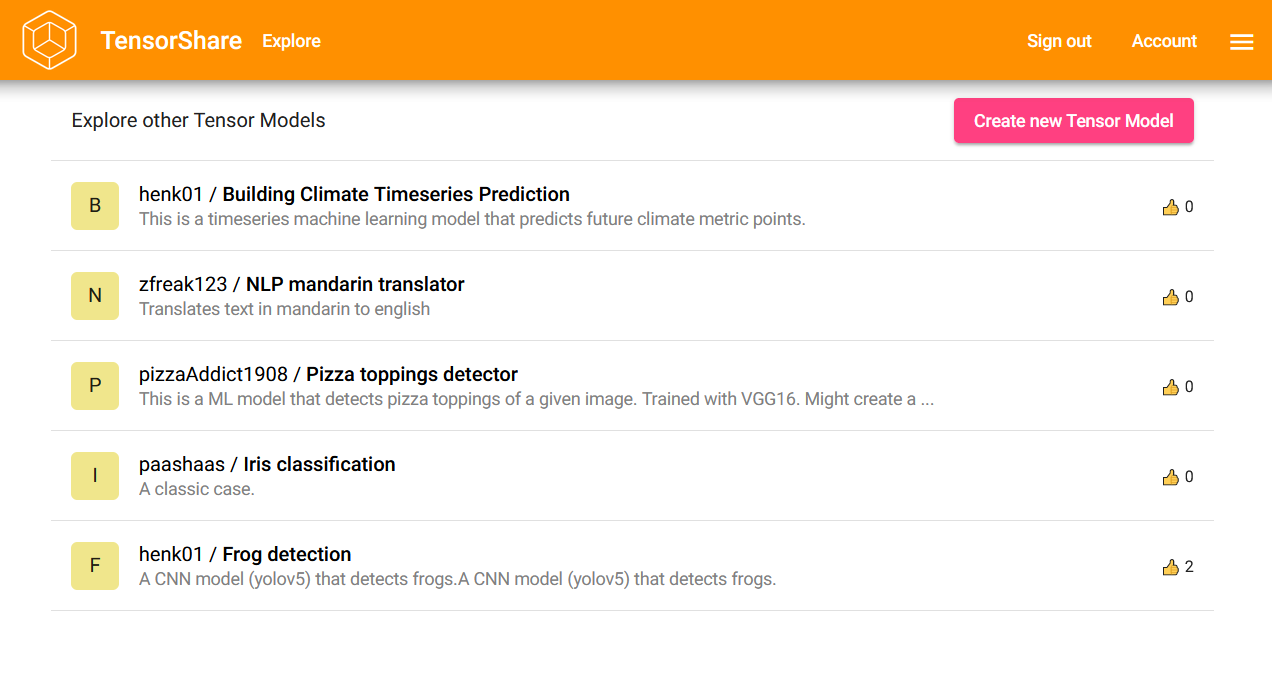 TensorShare Explore Sign out Account
Explore other Tensor Models Create new Tensor Model
B henk01 / Building Climate Timeseries Prediction
This is a timeseries machine learning model that predicts future climate metric points. 0
N zfreak123 / NLP mandarin translator
Translates text in mandarin to english 0
P pizzaAddict1908 / Pizza toppings detector
This is a ML model that detects pizza toppings of a given image. Trained with VGG16. Might create a ... 0
I paashaas / Iris classification
A classic case. 0
F henk01 / Frog detection
A CNN model (yolov5) that detects frogs.A CNN model (yolov5) that detects frogs. 2